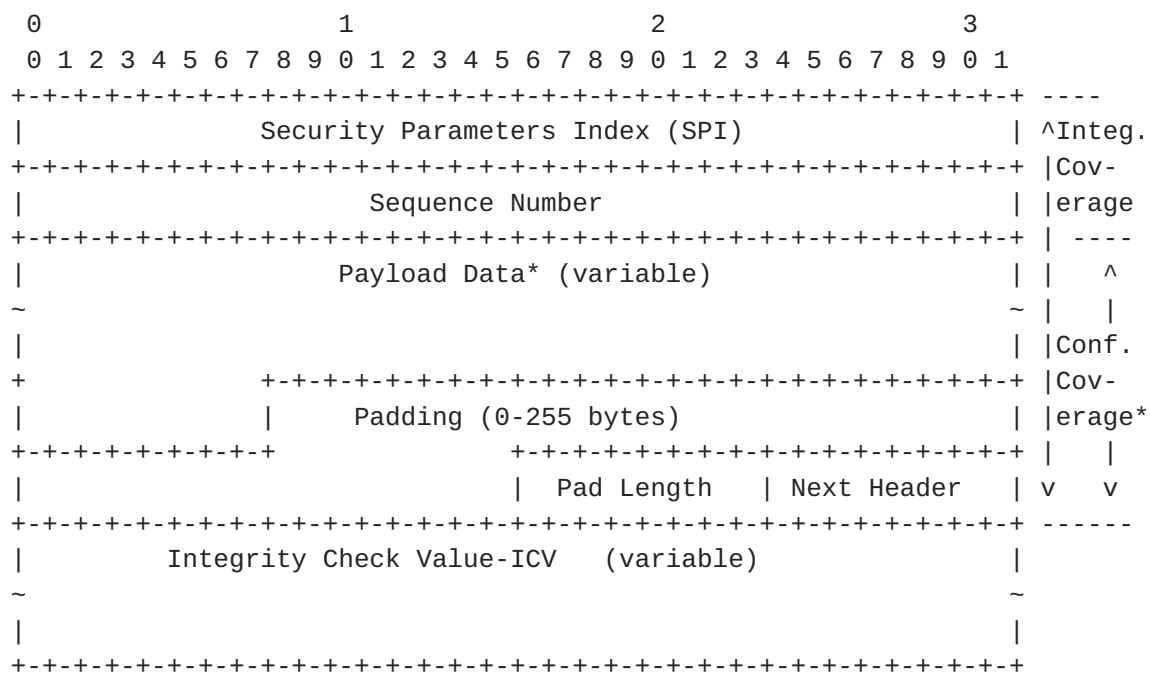 0                   1                   2                   3
 0 1 2 3 4 5 6 7 8 9 0 1 2 3 4 5 6 7 8 9 0 1 2 3 4 5 6 7 8 9 0 1
+-+-+-+-+-+-+-+-+-+-+-+-+-+-+-+-+-+-+-+-+-+-+-+-+-+-+-+-+-+-+-+-+ ----
|               Security Parameters Index (SPI)                 | ^Integ.
+-+-+-+-+-+-+-+-+-+-+-+-+-+-+-+-+-+-+-+-+-+-+-+-+-+-+-+-+-+-+-+-+ |Cov-
|                      Sequence Number                          | |erage
+-+-+-+-+-+-+-+-+-+-+-+-+-+-+-+-+-+-+-+-+-+-+-+-+-+-+-+-+-+-+-+-+ | ----
|                    Payload Data* (variable)                   | |   ^
~                                                               ~ |   |
|                                                               | |Conf.
+               +-+-+-+-+-+-+-+-+-+-+-+-+-+-+-+-+-+-+-+-+-+-+-+-+ |Cov-
|               |     Padding (0-255 bytes)                     | |erage*
+-+-+-+-+-+-+-+-+               +-+-+-+-+-+-+-+-+-+-+-+-+-+-+-+-+ |   |
|                               |  Pad Length   | Next Header   | v   v
+-+-+-+-+-+-+-+-+-+-+-+-+-+-+-+-+-+-+-+-+-+-+-+-+-+-+-+-+-+-+-+-+ ------
|         Integrity Check Value-ICV   (variable)                |
~                                                               ~
|                                                               |
+-+-+-+-+-+-+-+-+-+-+-+-+-+-+-+-+-+-+-+-+-+-+-+-+-+-+-+-+-+-+-+-+